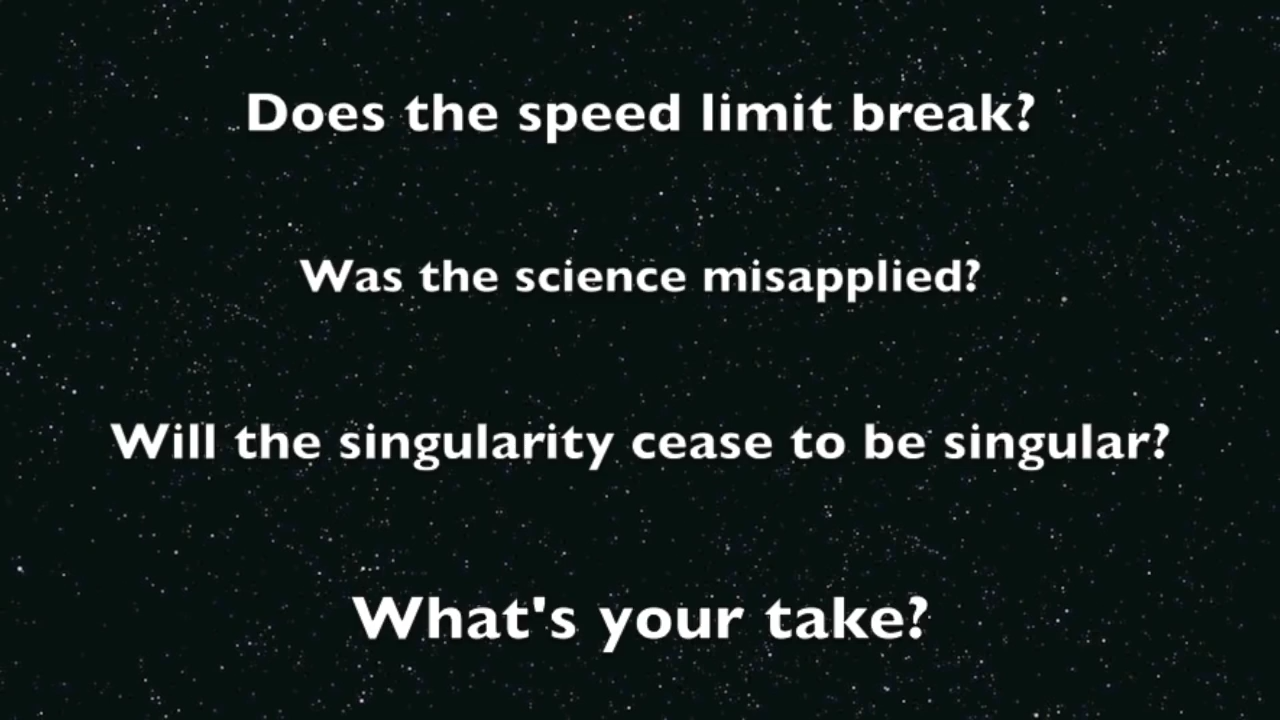 Does the speed limit break?
Was the science misapplied?
Will the singularity cease to be singular?
What's your take?